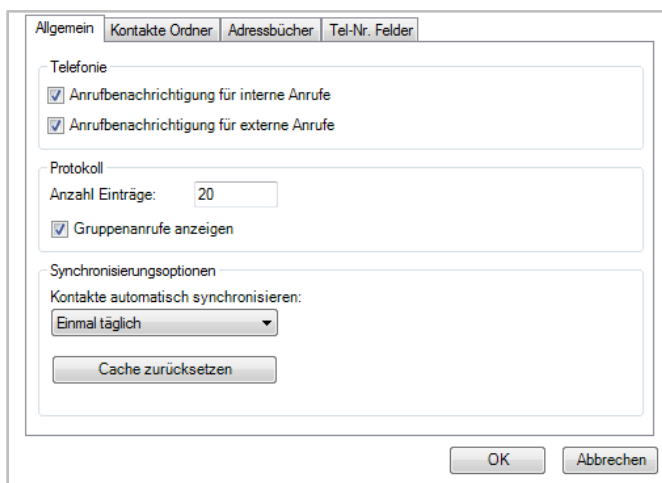 Allgemein Kontakte Ordner Adressbücher Tel-Nr. Felder
Telefonie
Anrufbenachrichtigung für interne Anrufe
Anrufbenachrichtigung für externe Anrufe
Protokoll
Anzahl Einträge: 20
Gruppenanrufe anzeigen
Synchronisierungsoptionen
Kontakte automatisch synchronisieren:
Einmal täglich
Cache zurücksetzen
OK Abbrechen